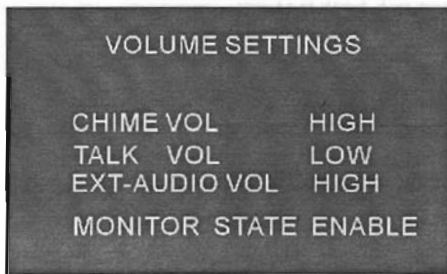 VOLUME SETTINGS
CHIME VOL HIGH
TALK VOL LOW
EXT-AUDIO VOL HIGH
MONITOR STATE ENABLE